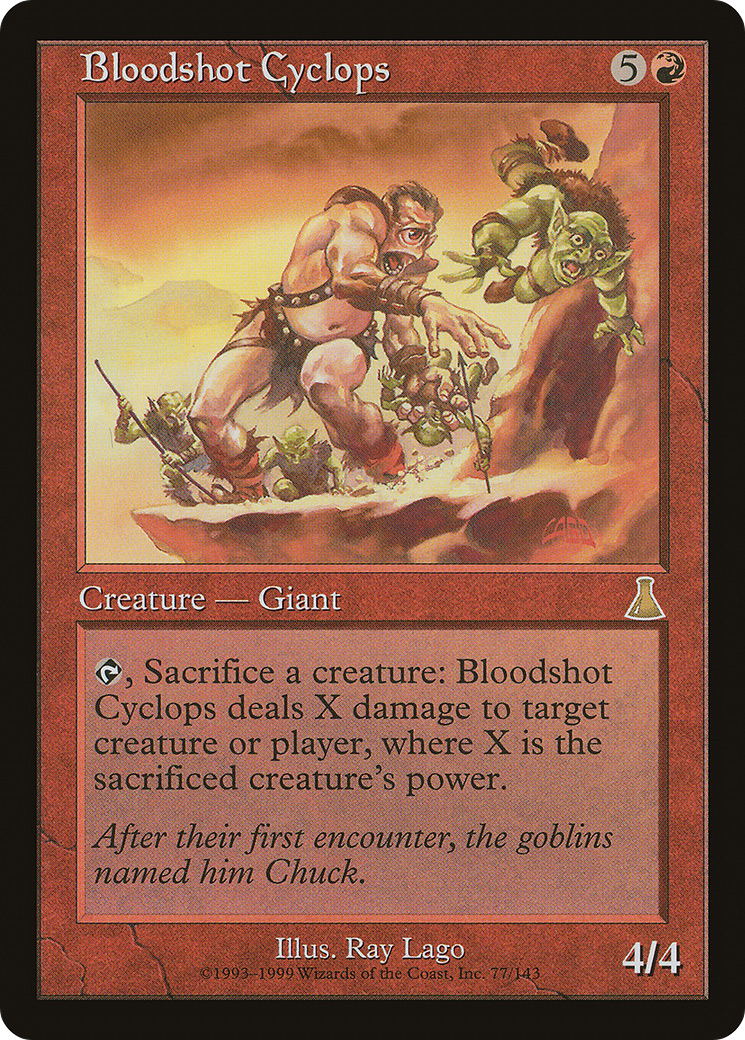 Bloodshot Cyclops 5
Creature — Giant
, Sacrifice a creature: Bloodshot
Cyclops deals X damage to target
creature or player, where X is the
sacrificed creature's power.
After their first encounter, the goblins
named him Chuck.
Illus. Ray Lago
©1993–1999 Wizards of the Coast, Inc. 77/143
4/4